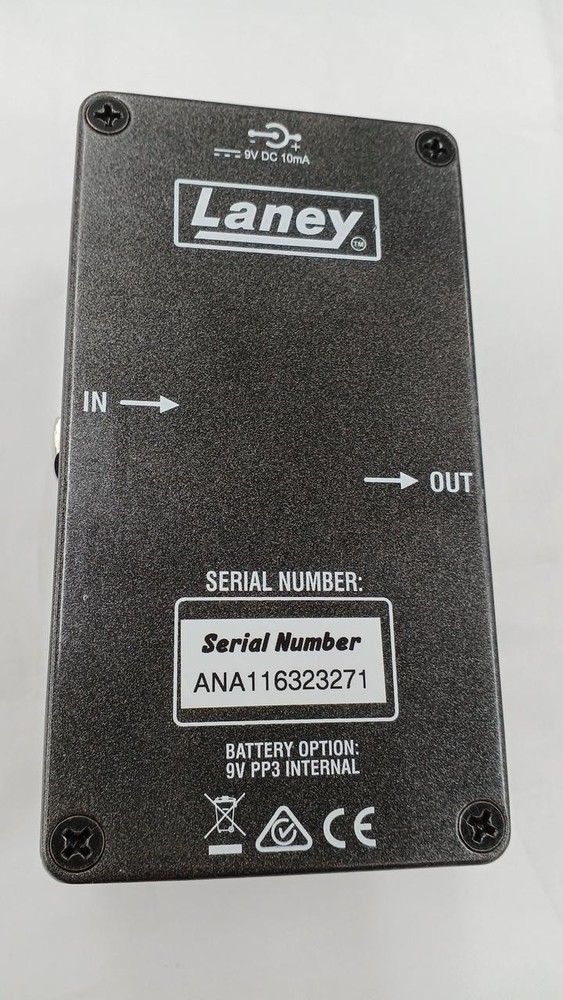 9V DC 10mA
Laney TM
IN
OUT
SERIAL NUMBER:
Serial Number
ANA116323271
BATTERY OPTION:
9V PP3 INTERNAL
CE